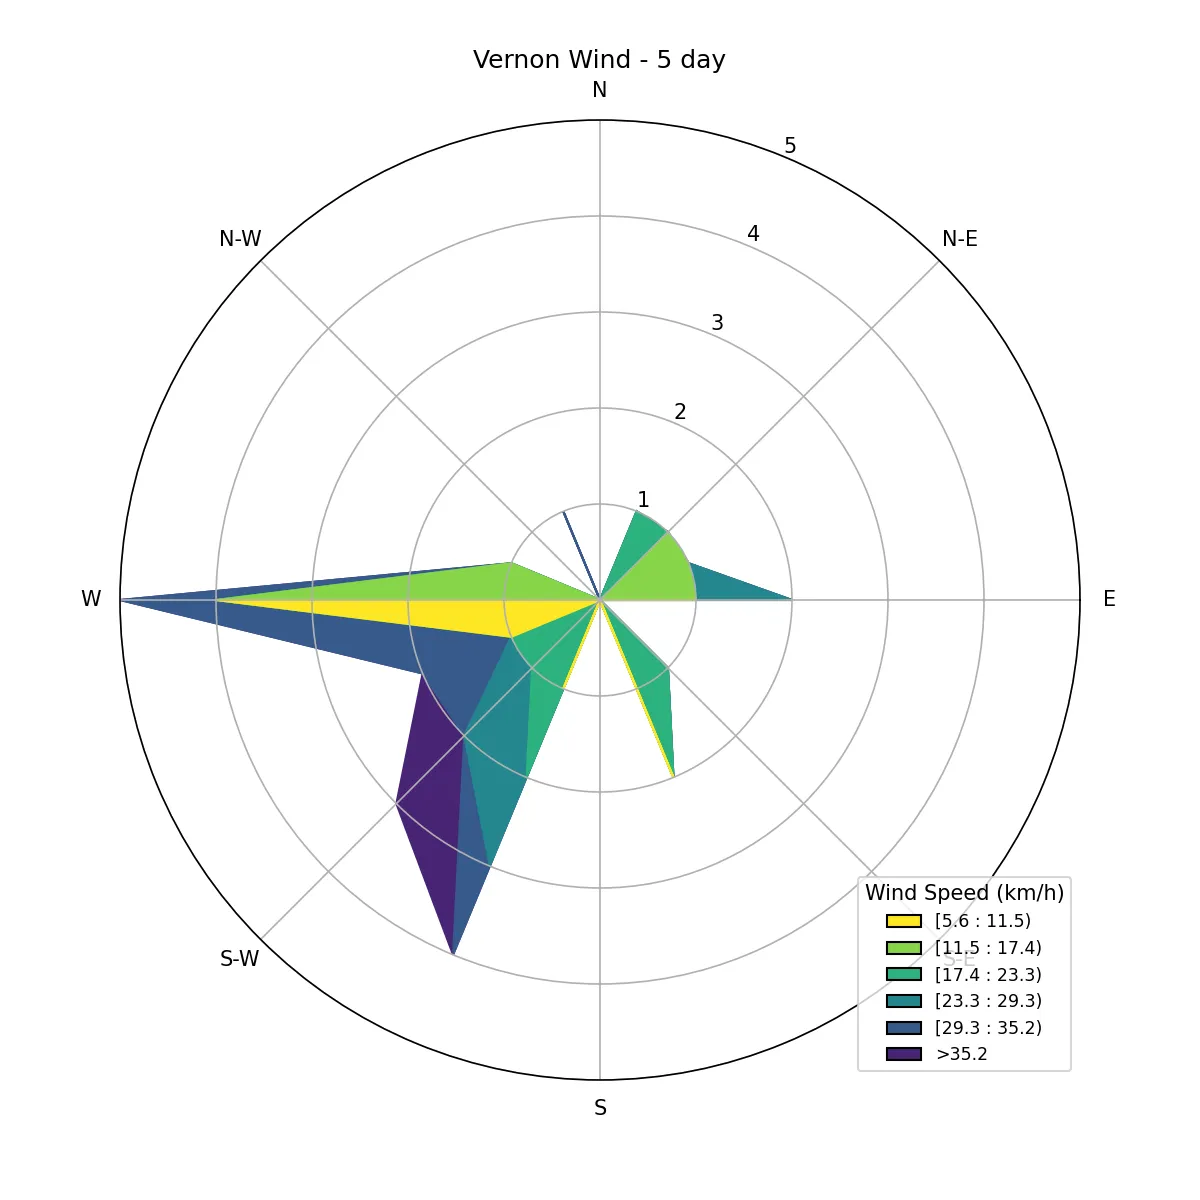 Vernon Wind - 5 day
N
5
N-W
N-E
4
3
2
1
W
E
Wind Speed (km/h)
[5.6 : 11.5)
[11.5 : 17.4)
S-W
S-E
[17.4 : 23.3)
[23.3 : 29.3)
[29.3 : 35.2)
>35.2
S